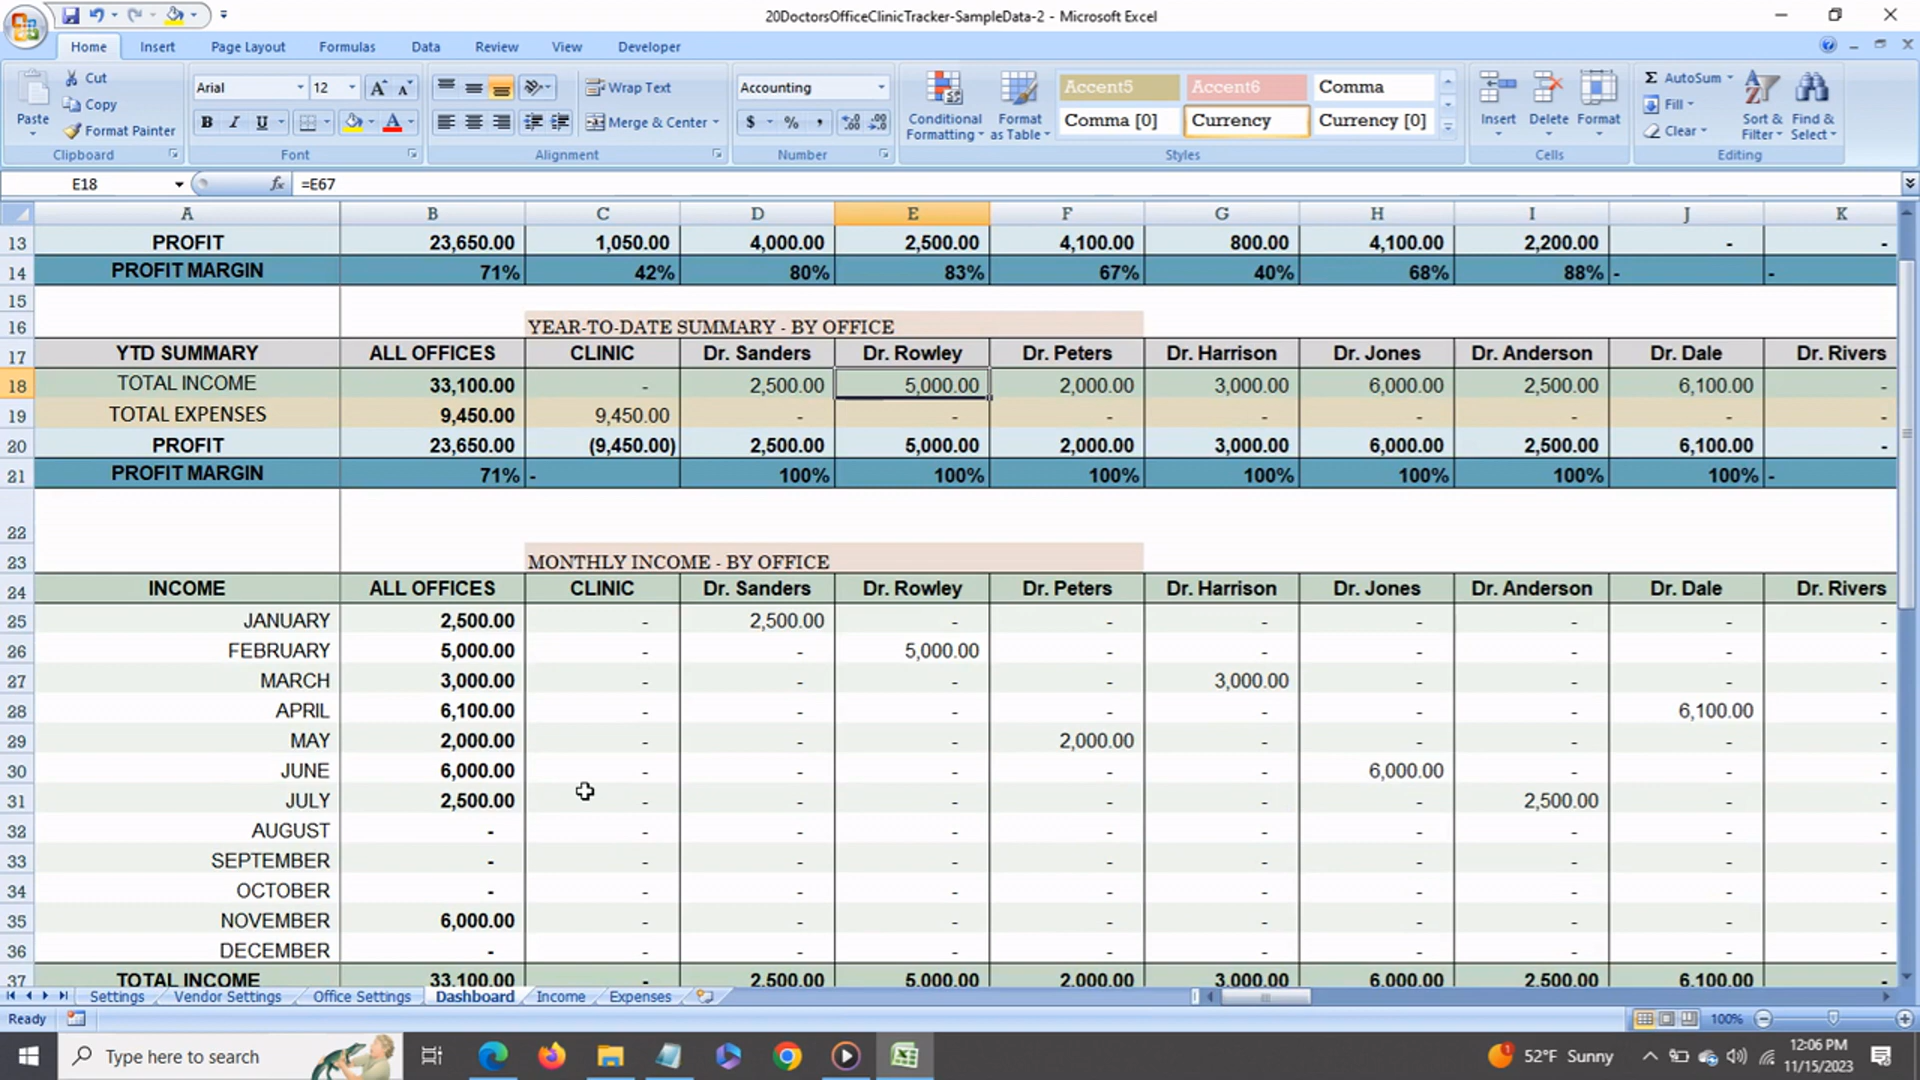 20DoctorsOfficeClinicTracker-SampleData-2 - Microsoft Excel
Home Insert Page Layout Formulas Data Review View Developer
Paste Cut Copy Format Painter Clipboard
Arial 12 B I U Font
Wrap Text Merge & Center Alignment
Accounting $ % , Number
Conditional Formatting Format as Table
Accent5 Accent6 Comma
Comma [0] Currency Currency [0]
Styles
Insert Delete Format Cells
Σ AutoSum Fill Clear Sort & Filter Find & Select Editing
E18 fx =E67
A B C D E F G H I J K
13 PROFIT 23,650.00 1,050.00 4,000.00 2,500.00 4,100.00 800.00 4,100.00 2,200.00 - -
14 PROFIT MARGIN 71% 42% 80% 83% 67% 40% 68% 88% - -
15
16 YEAR-TO-DATE SUMMARY - BY OFFICE
17 YTD SUMMARY ALL OFFICES CLINIC Dr. Sanders Dr. Rowley Dr. Peters Dr. Harrison Dr. Jones Dr. Anderson Dr. Dale Dr. Rivers
18 TOTAL INCOME 33,100.00 - 2,500.00 5,000.00 2,000.00 3,000.00 6,000.00 2,500.00 6,100.00 -
19 TOTAL EXPENSES 9,450.00 9,450.00 - - - - - - - -
20 PROFIT 23,650.00 (9,450.00) 2,500.00 5,000.00 2,000.00 3,000.00 6,000.00 2,500.00 6,100.00 -
21 PROFIT MARGIN 71% - 100% 100% 100% 100% 100% 100% 100% -
22
23 MONTHLY INCOME - BY OFFICE
24 INCOME ALL OFFICES CLINIC Dr. Sanders Dr. Rowley Dr. Peters Dr. Harrison Dr. Jones Dr. Anderson Dr. Dale Dr. Rivers
25 JANUARY 2,500.00 - 2,500.00 - - - - - - -
26 FEBRUARY 5,000.00 - - 5,000.00 - - - - - -
27 MARCH 3,000.00 - - - - 3,000.00 - - - -
28 APRIL 6,100.00 - - - - - - - 6,100.00 -
29 MAY 2,000.00 - - - 2,000.00 - - - - -
30 JUNE 6,000.00 - - - - - 6,000.00 - - -
31 JULY 2,500.00 - - - - - - 2,500.00 - -
32 AUGUST - - - - - - - - - -
33 SEPTEMBER - - - - - - - - - -
34 OCTOBER - - - - - - - - - -
35 NOVEMBER 6,000.00 - - - - - - - - -
36 DECEMBER - - - - - - - - - -
37 TOTAL INCOME 33,100.00 - 2,500.00 5,000.00 2,000.00 3,000.00 6,000.00 2,500.00 6,100.00 -
Settings Vendor Settings Office Settings Dashboard Income Expenses
Ready 100%
Type here to search 1 52°F Sunny 12:06 PM
11/15/2023